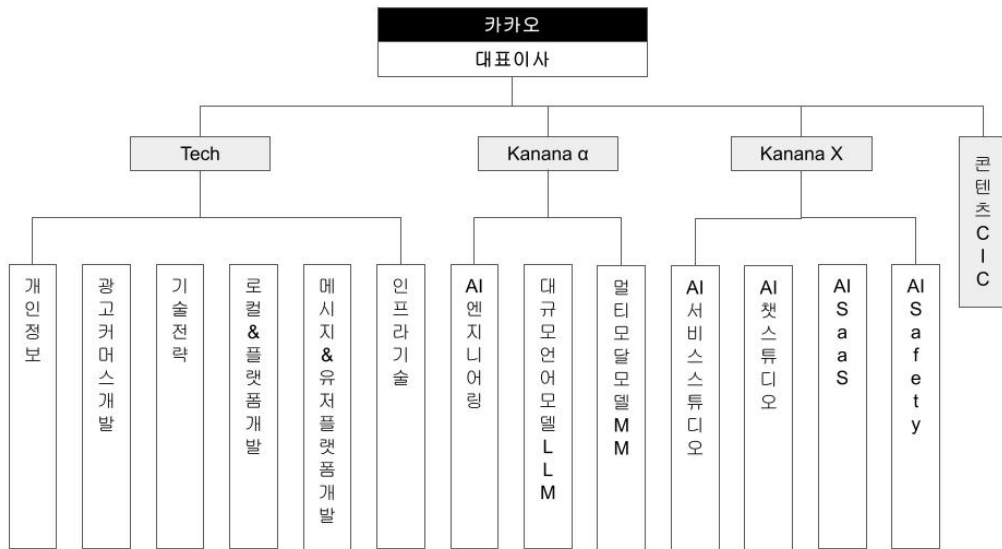 카카오
대표이사
Tech
Kanana α
Kanana X
콘텐츠CIC
개인정보
광고커머스개발
기술전략
로컬&플랫폼개발
메시지&유저플랫폼개발
인프라기술
AI엔지니어링
대규모언어모델LLM
멀티모달모델MM
AI서비스스튜디오
AI챗스튜디오
AISaaS
AISafety